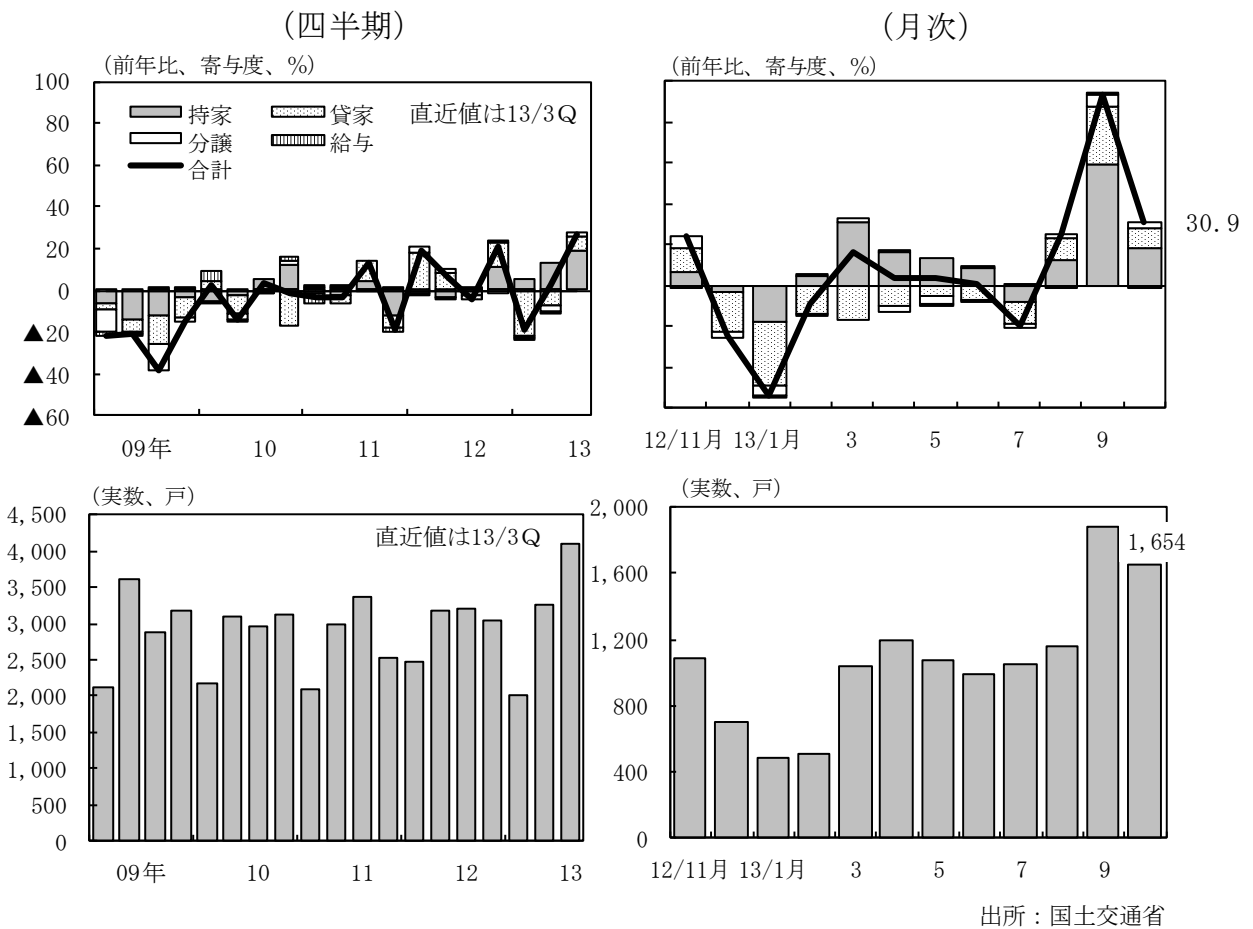 (四半期)
(前年比、寄与度、%)
100
80
60
40
20
0
▲20
▲40
▲60
持家
貸家
分譲
給与
合計
直近値は13/3Q
09年 10 11 12 13
(月次)
(前年比、寄与度、%)
30.9
12/11月 13/1月 3 5 7 9
(実数、戸)
4,500
4,000
3,500
3,000
2,500
2,000
1,500
1,000
500
0
直近値は13/3Q
09年 10 11 12 13
(実数、戸)
2,000
1,600
1,200
800
400
0
1,654
12/11月 13/1月 3 5 7 9
出所：国土交通省